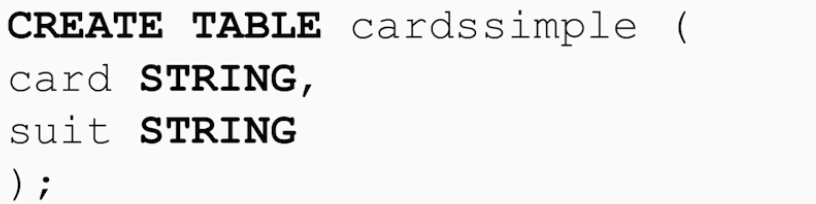 CREATE TABLE cardssimple (
card STRING,
suit STRING
);